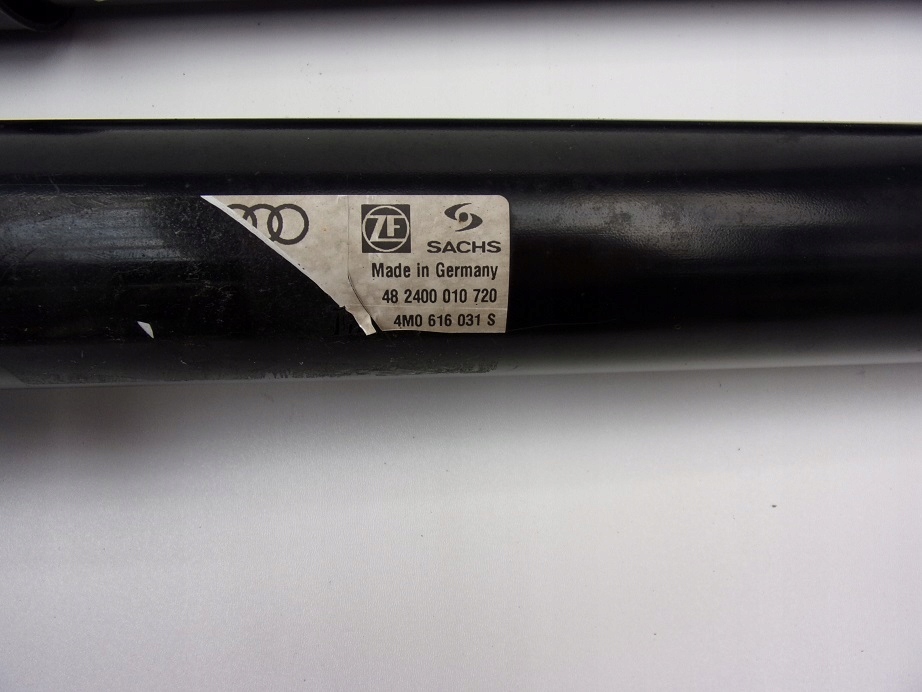 ZF
SACHS
Made in Germany
48 2400 010 720
4M0 616 031 S